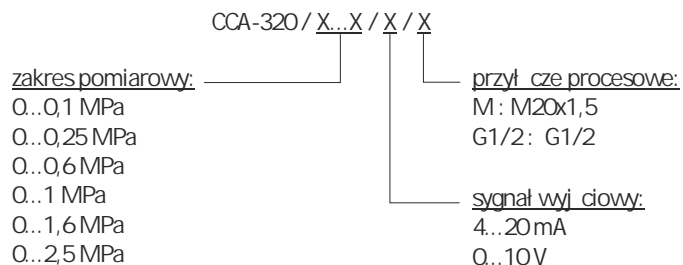 CCA-320 / X...X / X / X
zakres pomiarowy:
0...0,1 MPa
0...0,25 MPa
0...0,6 MPa
0...1 MPa
0...1,6 MPa
0...2,5 MPa
przył cze procesowe:
M : M20x1,5
G1/2 : G1/2
sygnał wyj ciowy:
4...20 mA
0...10 V